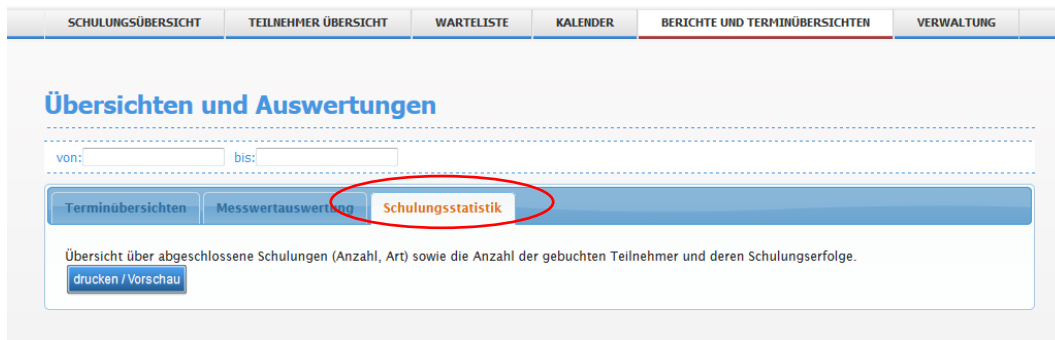 SCHULUNGSÜBERSICHT TEILNEHMER ÜBERSICHT WARTELISTE KALENDER BERICHTE UND TERMINÜBERSICHTEN VERWALTUNG
Übersichten und Auswertungen
von: bis:
Terminübersichten Messwertauswertung Schulungsstatistik
Übersicht über abgeschlossene Schulungen (Anzahl, Art) sowie die Anzahl der gebuchten Teilnehmer und deren Schulungserfolge.
drucken / Vorschau